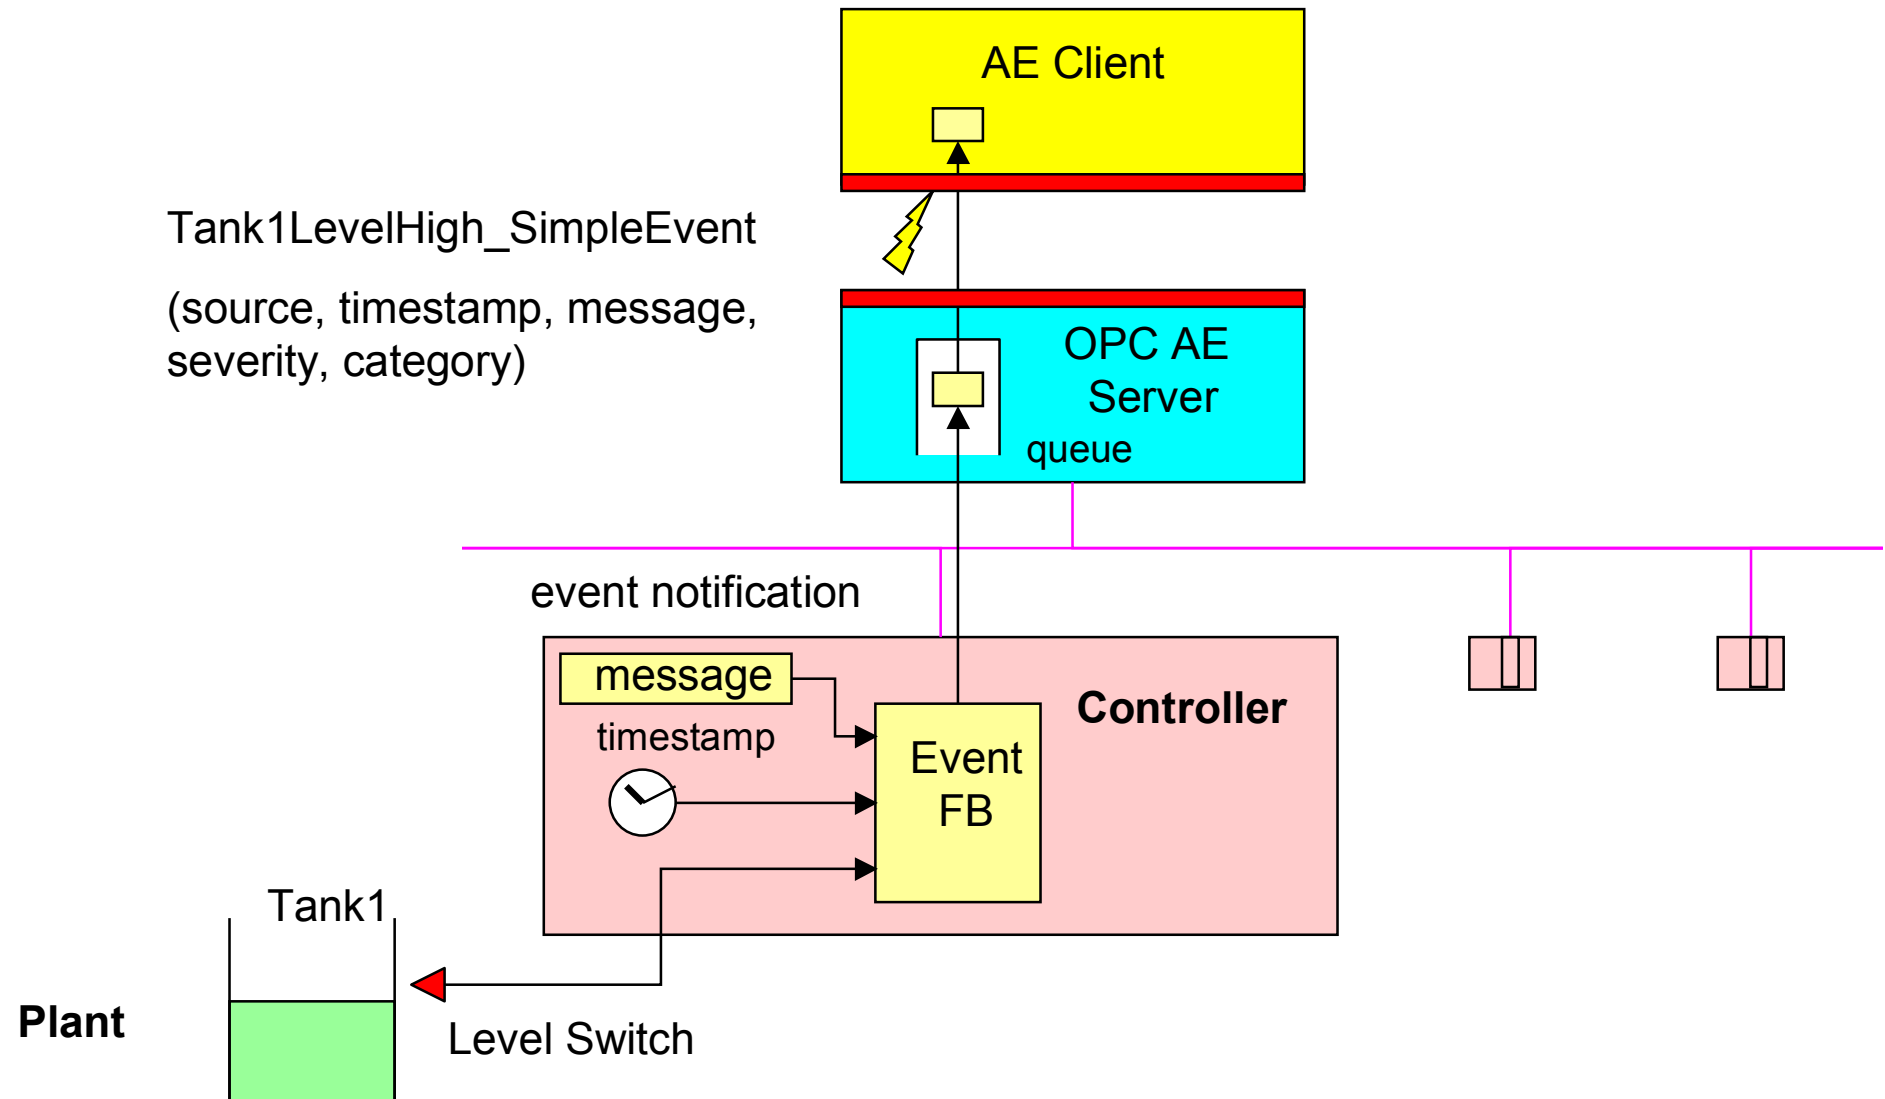 AE Client
Tank1LevelHigh_SimpleEvent
(source, timestamp, message,
severity, category)
OPC AE
Server
queue
event notification
message
timestamp
Controller
Event
FB
Tank1
Plant
Level Switch